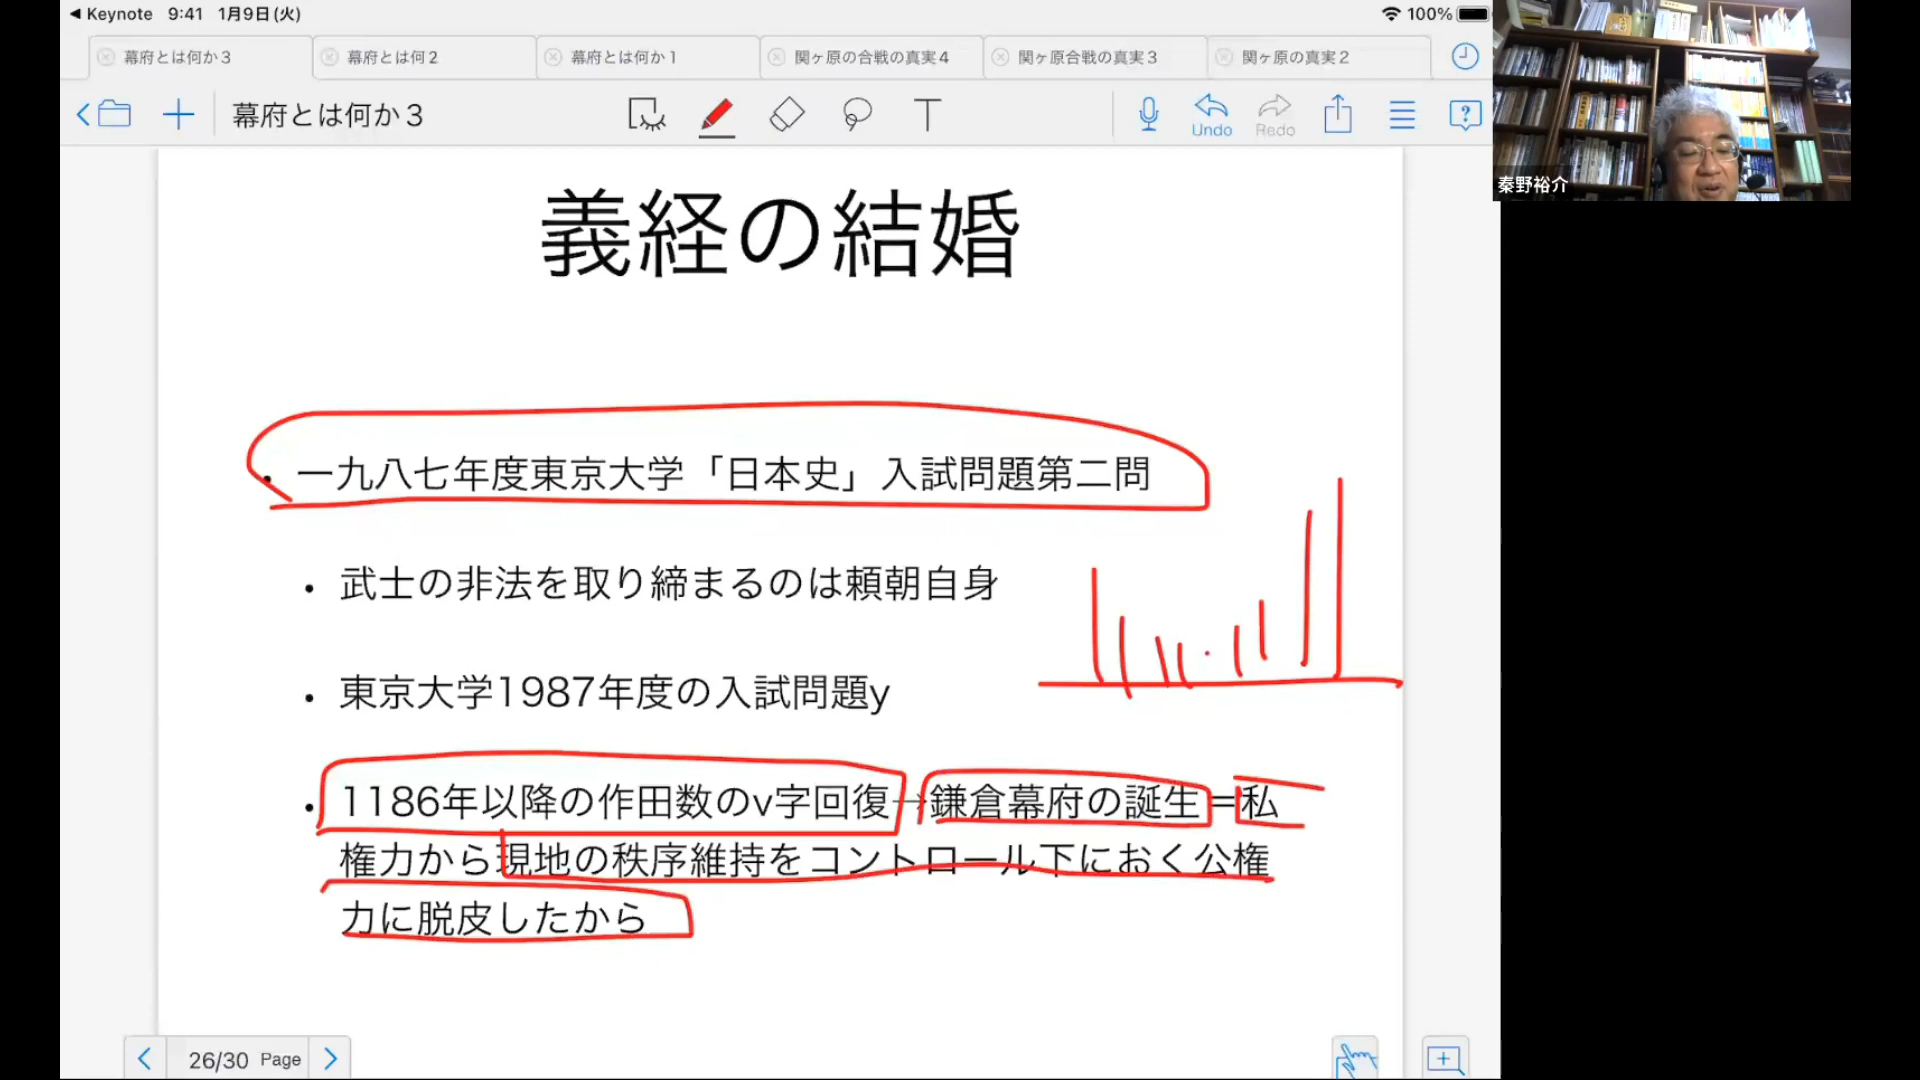 Keynote 9:41 1月9日(火) 100%
幕府とは何か３ 幕府とは何２ 幕府とは何か１ 関ヶ原の合戦の真実４ 関ヶ原合戦の真実３ 関ヶ原の真実２
幕府とは何か３ T Undo Redo ?
秦野裕介
義経の結婚
• 一九八七年度東京大学「日本史」入試問題第二問
• 武士の非法を取り締まるのは頼朝自身
• 東京大学1987年度の入試問題y
• 1186年以降の作田数のv字回復→鎌倉幕府の誕生＝私
権力から現地の秩序維持をコントロール下におく公権
力に脱皮したから
26/30 Page